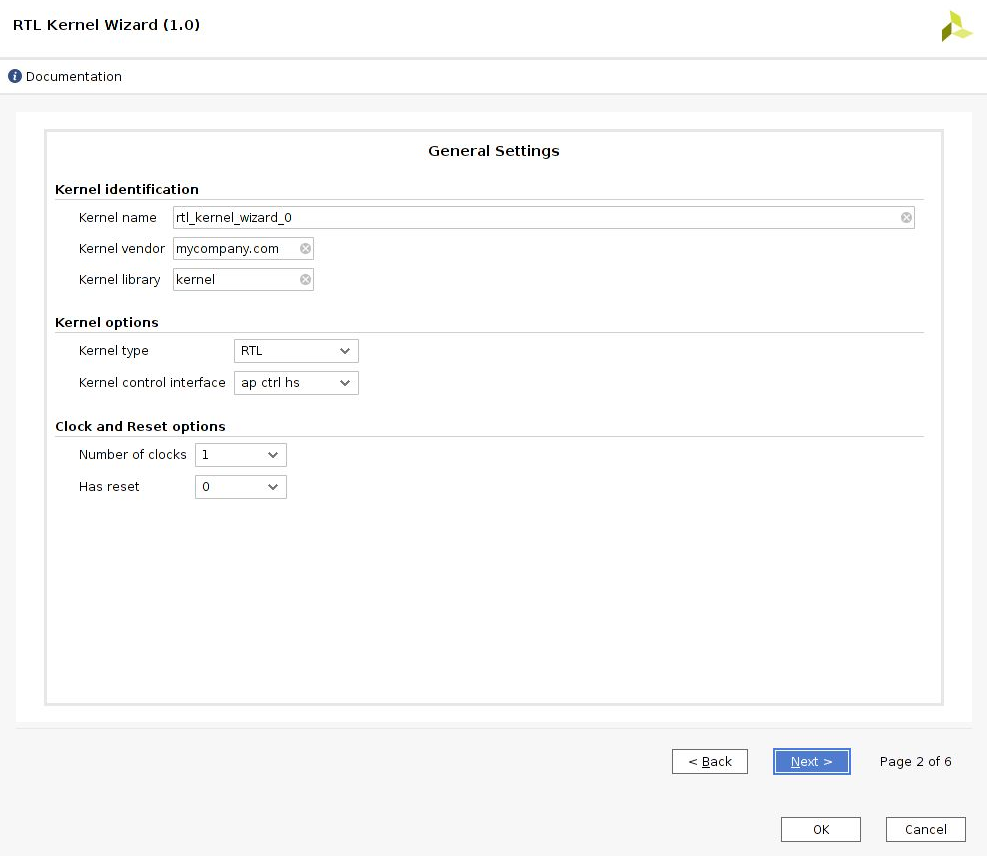 RTL Kernel Wizard (1.0)
i Documentation
General Settings
Kernel identification
Kernel name rtl_kernel_wizard_0
Kernel vendor mycompany.com
Kernel library kernel
Kernel options
Kernel type RTL
Kernel control interface ap ctrl hs
Clock and Reset options
Number of clocks 1
Has reset 0
< Back Next > Page 2 of 6
OK Cancel